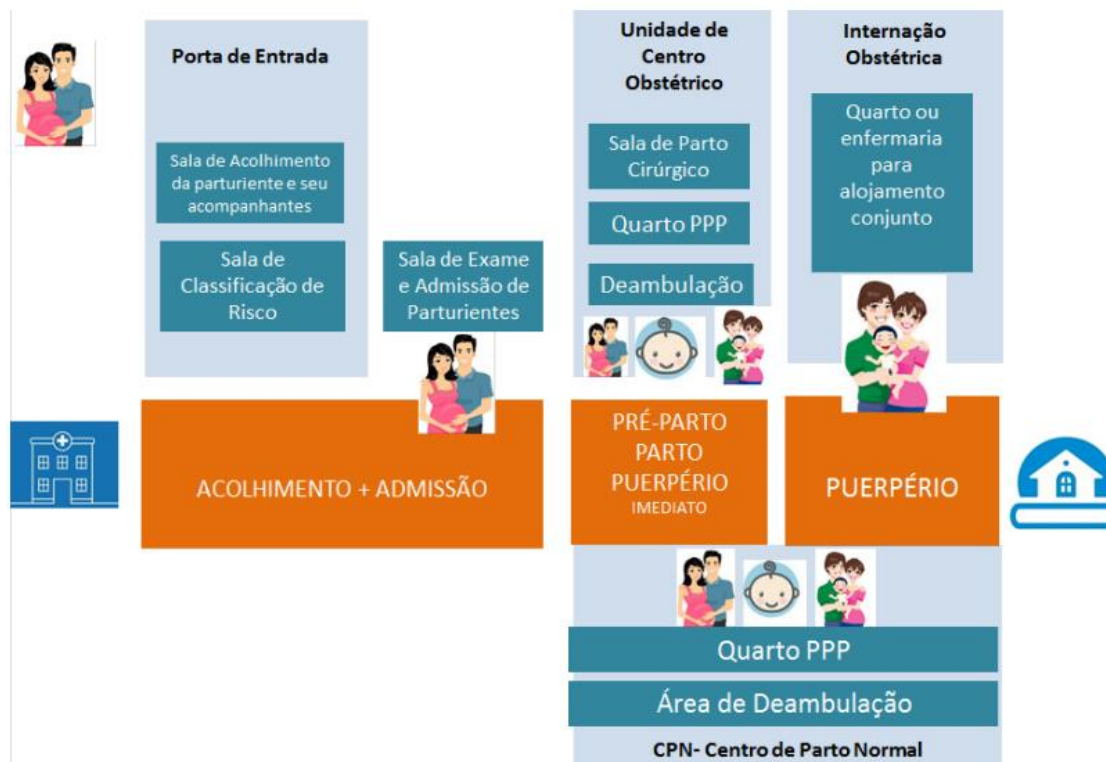 Porta de Entrada
Sala de Acolhimento
da parturiente e seu
acompanhantes
Sala de
Classificação de
Risco
Sala de Exame
e Admissão de
Parturientes
Unidade de
Centro
Obstétrico
Sala de Parto
Cirúrgico
Quarto PPP
Deambulação
Internação
Obstétrica
Quarto ou
enfermaria
para
alojamento
conjunto
ACOLHIMENTO + ADMISSÃO
PRÉ-PARTO
PARTO
PUERPÉRIO
IMEDIATO
PUERPÉRIO
Quarto PPP
Área de Deambulação
CPN- Centro de Parto Normal